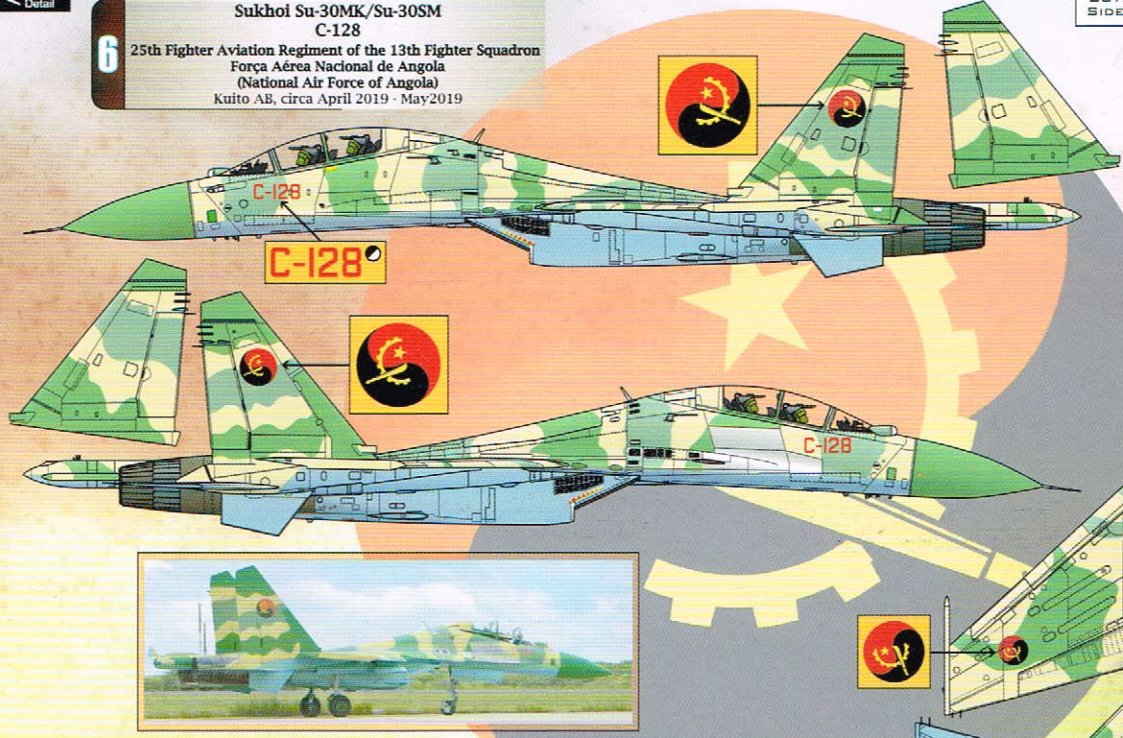 Detail
6
Sukhoi Su-30MK/Su-30SM
C-128
25th Fighter Aviation Regiment of the 13th Fighter Squadron
Força Aérea Nacional de Angola
(National Air Force of Angola)
Kuito AB, circa April 2019 - May2019
Side
C-128
C-128
C-128